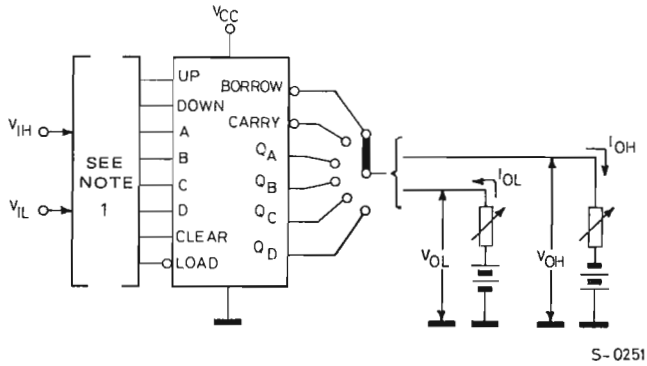 VCC
UP
DOWN
A
B
C
D
CLEAR
LOAD
BORROW
CARRY
QA
QB
QC
QD
VIH
VIL
SEE
NOTE
1
IOL
IOH
VOL
VOH
S-0251